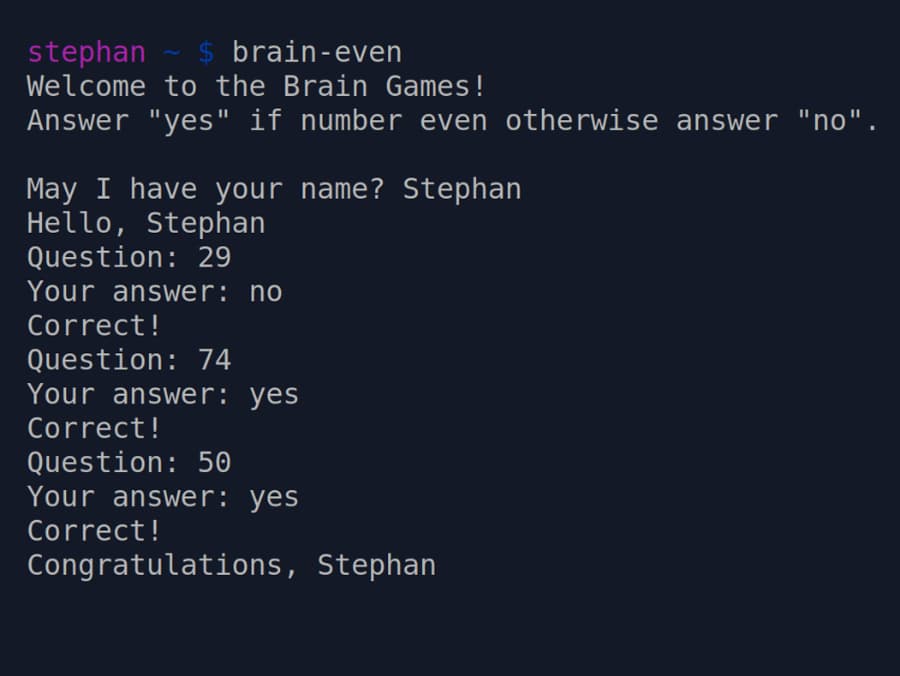 stephan ~ $ brain-even
Welcome to the Brain Games!
Answer "yes" if number even otherwise answer "no".
May I have your name? Stephan
Hello, Stephan
Question: 29
Your answer: no
Correct!
Question: 74
Your answer: yes
Correct!
Question: 50
Your answer: yes
Correct!
Congratulations, Stephan